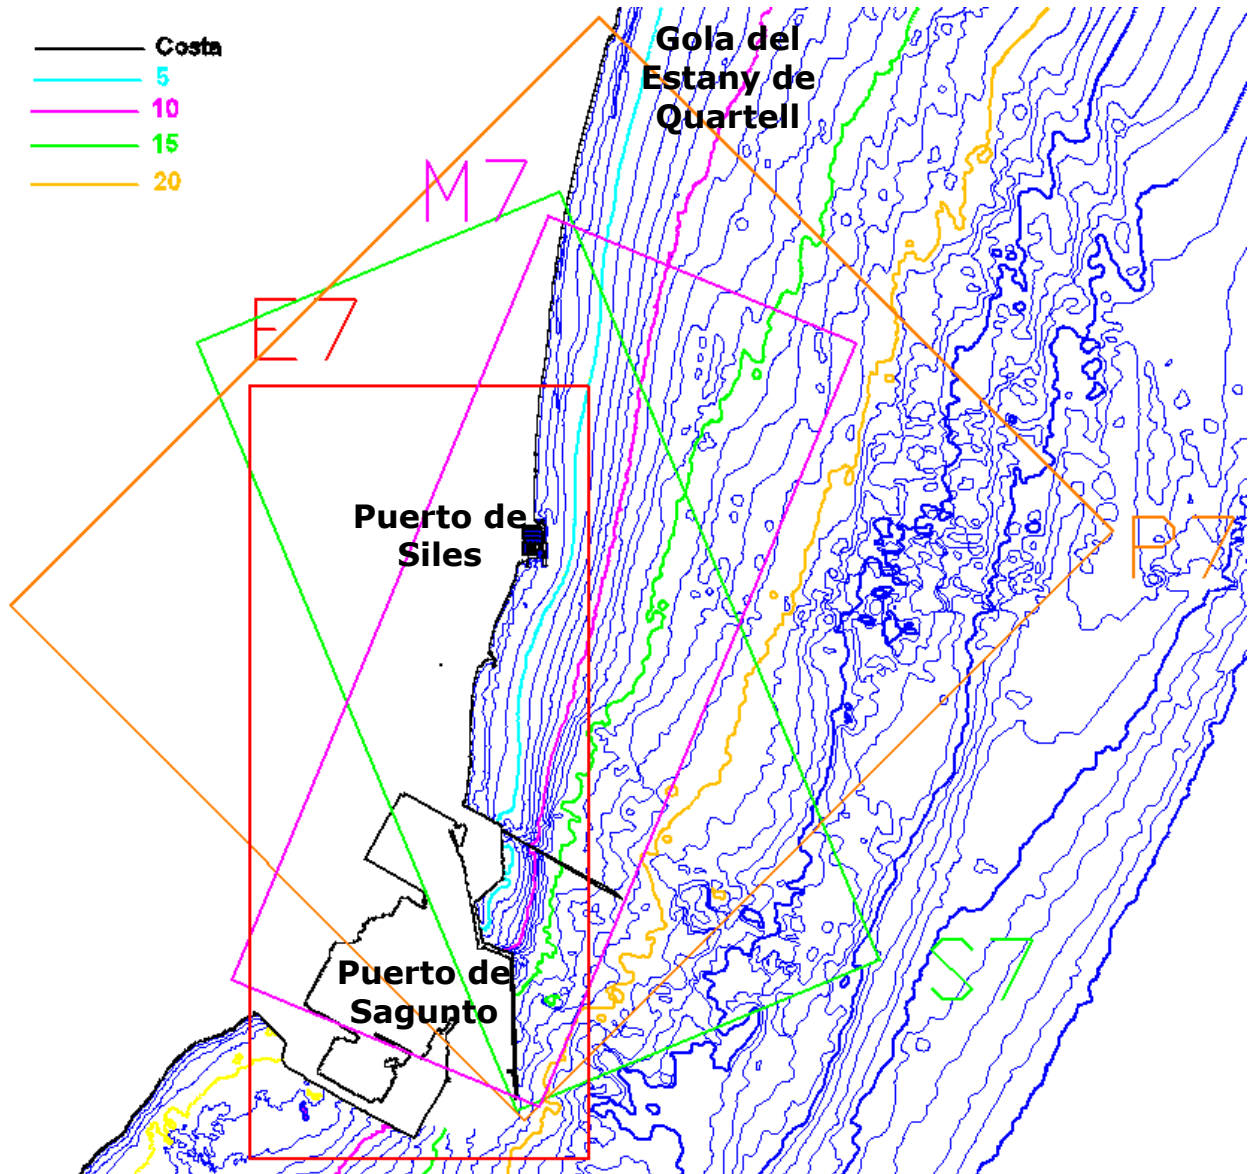 Costa
5
10
15
20
Gola del
Estany de
Quartell
M7
E7
Puerto de
Siles
P7
S7
Puerto de
Sagunto